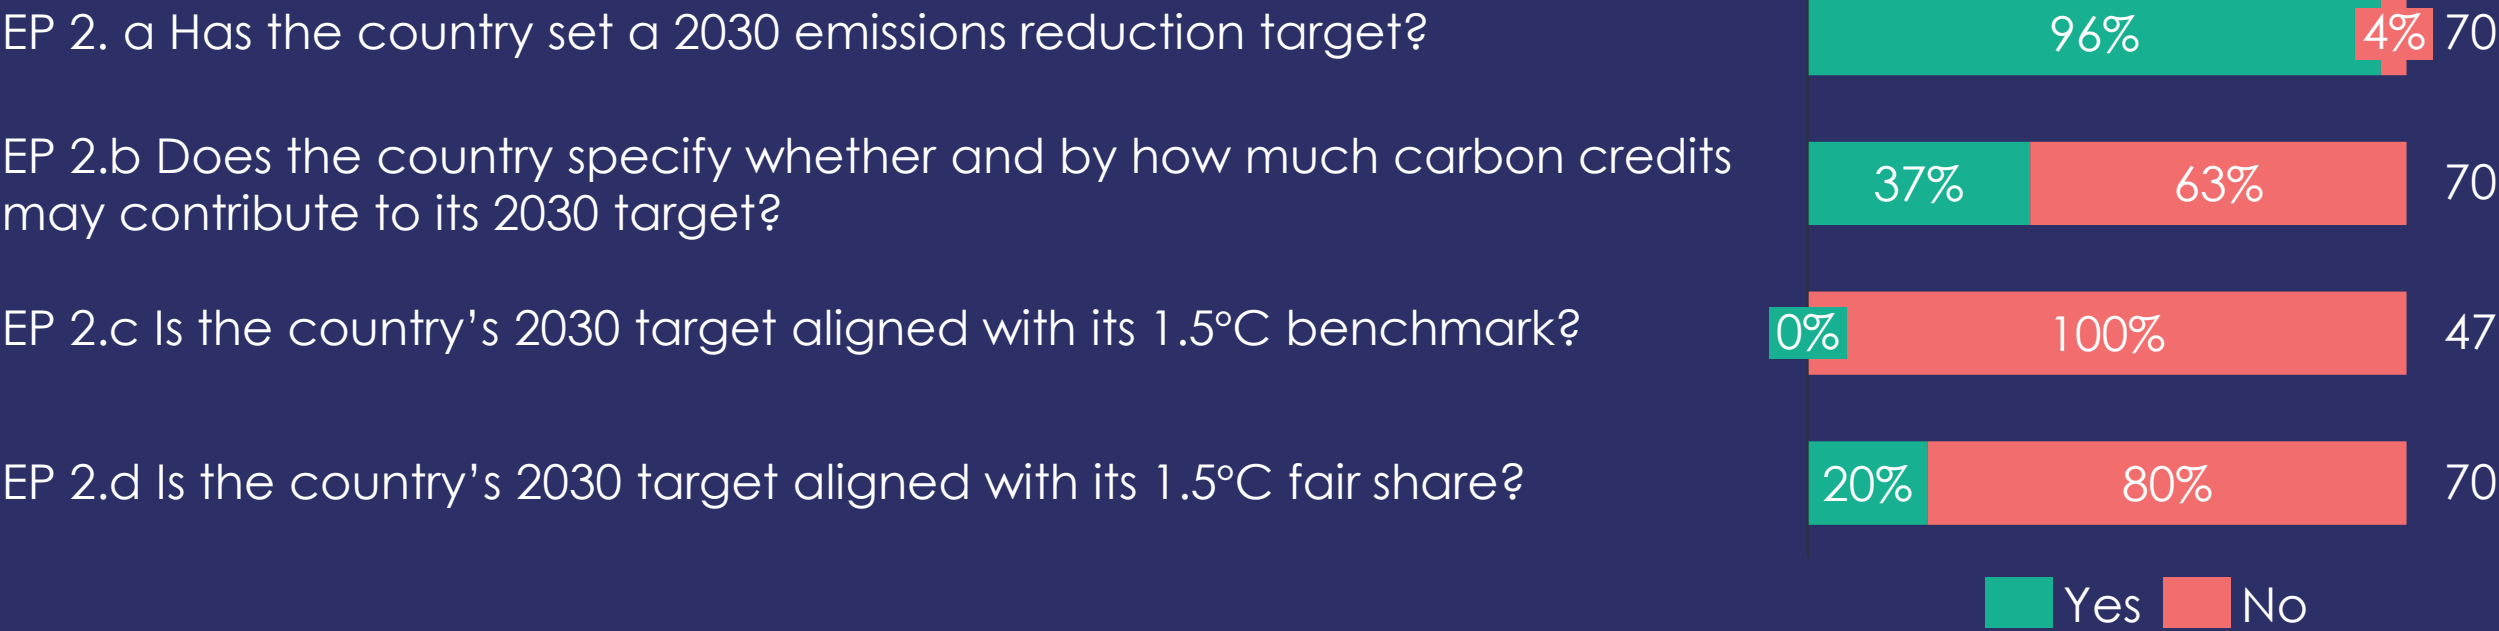 EP 2. a Has the country set a 2030 emissions reduction target? 96% 4% 70
EP 2.b Does the country specify whether and by how much carbon credits
may contribute to its 2030 target? 37% 63% 70
EP 2.c Is the country’s 2030 target aligned with its 1.5°C benchmark? 0% 100% 47
EP 2.d Is the country’s 2030 target aligned with its 1.5°C fair share? 20% 80% 70
Yes No